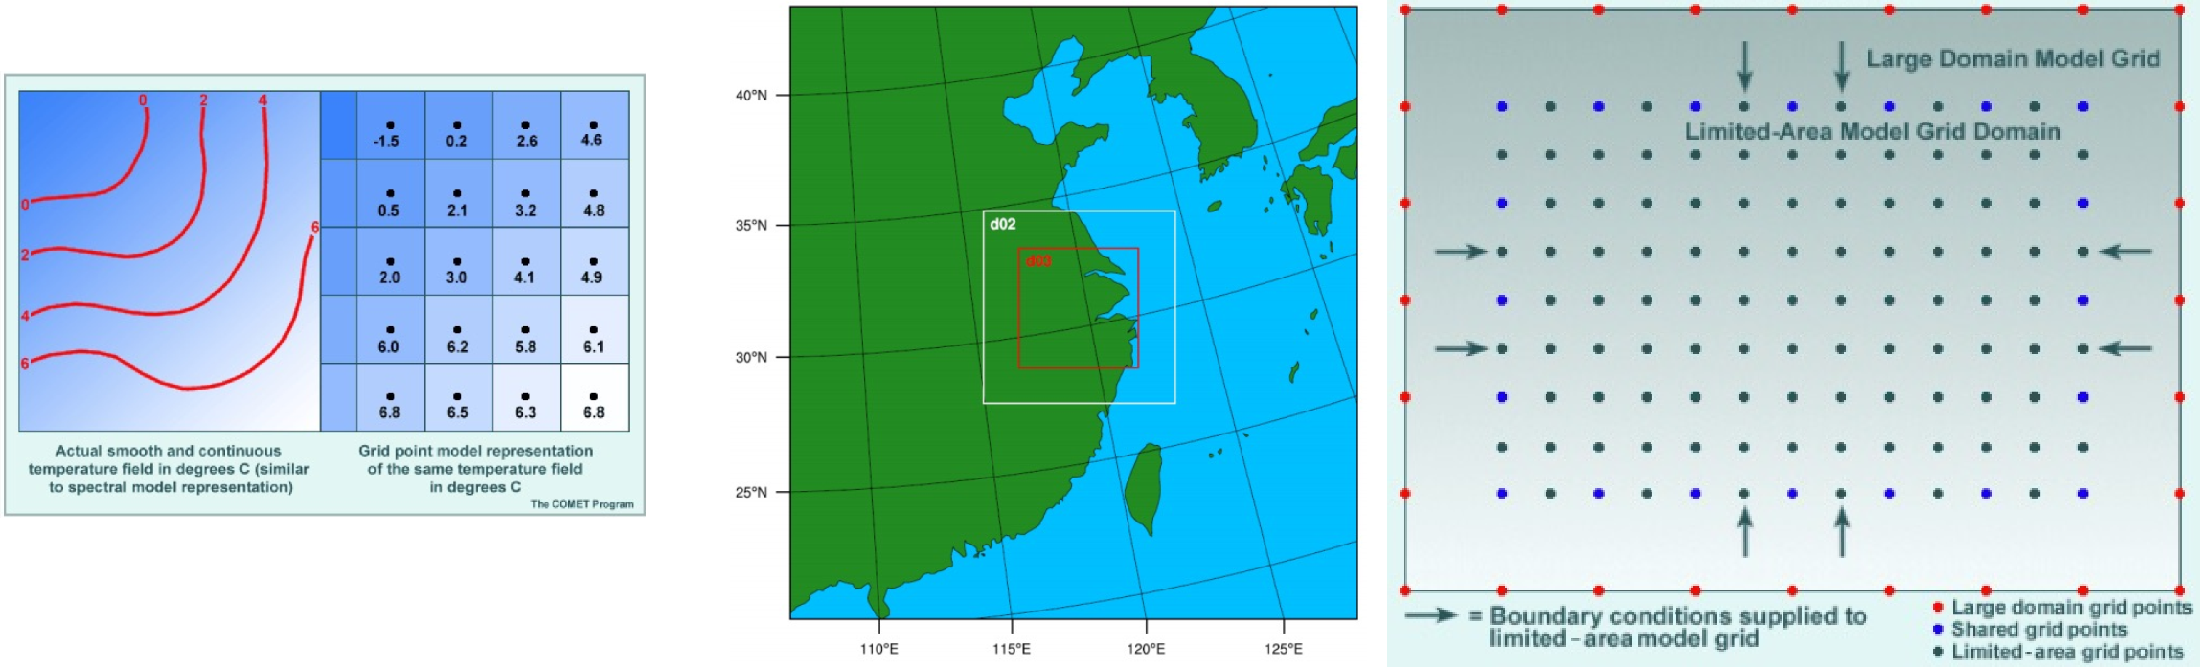 0 2 4
0
2
4
6
6
-1.5 0.2 2.6 4.6
0.5 2.1 3.2 4.8
2.0 3.0 4.1 4.9
6.0 6.2 5.8 6.1
6.8 6.5 6.3 6.8
Actual smooth and continuous
temperature field in degrees C (similar
to spectral model representation)
Grid point model representation
of the same temperature field
in degrees C
The COMET Program
40°N
35°N
30°N
25°N
110°E 115°E 120°E 125°E
d02
d03
Large Domain Model Grid
Limited-Area Model Grid Domain
= Boundary conditions supplied to
limited-area model grid
Large domain grid points
Shared grid points
Limited-area grid points